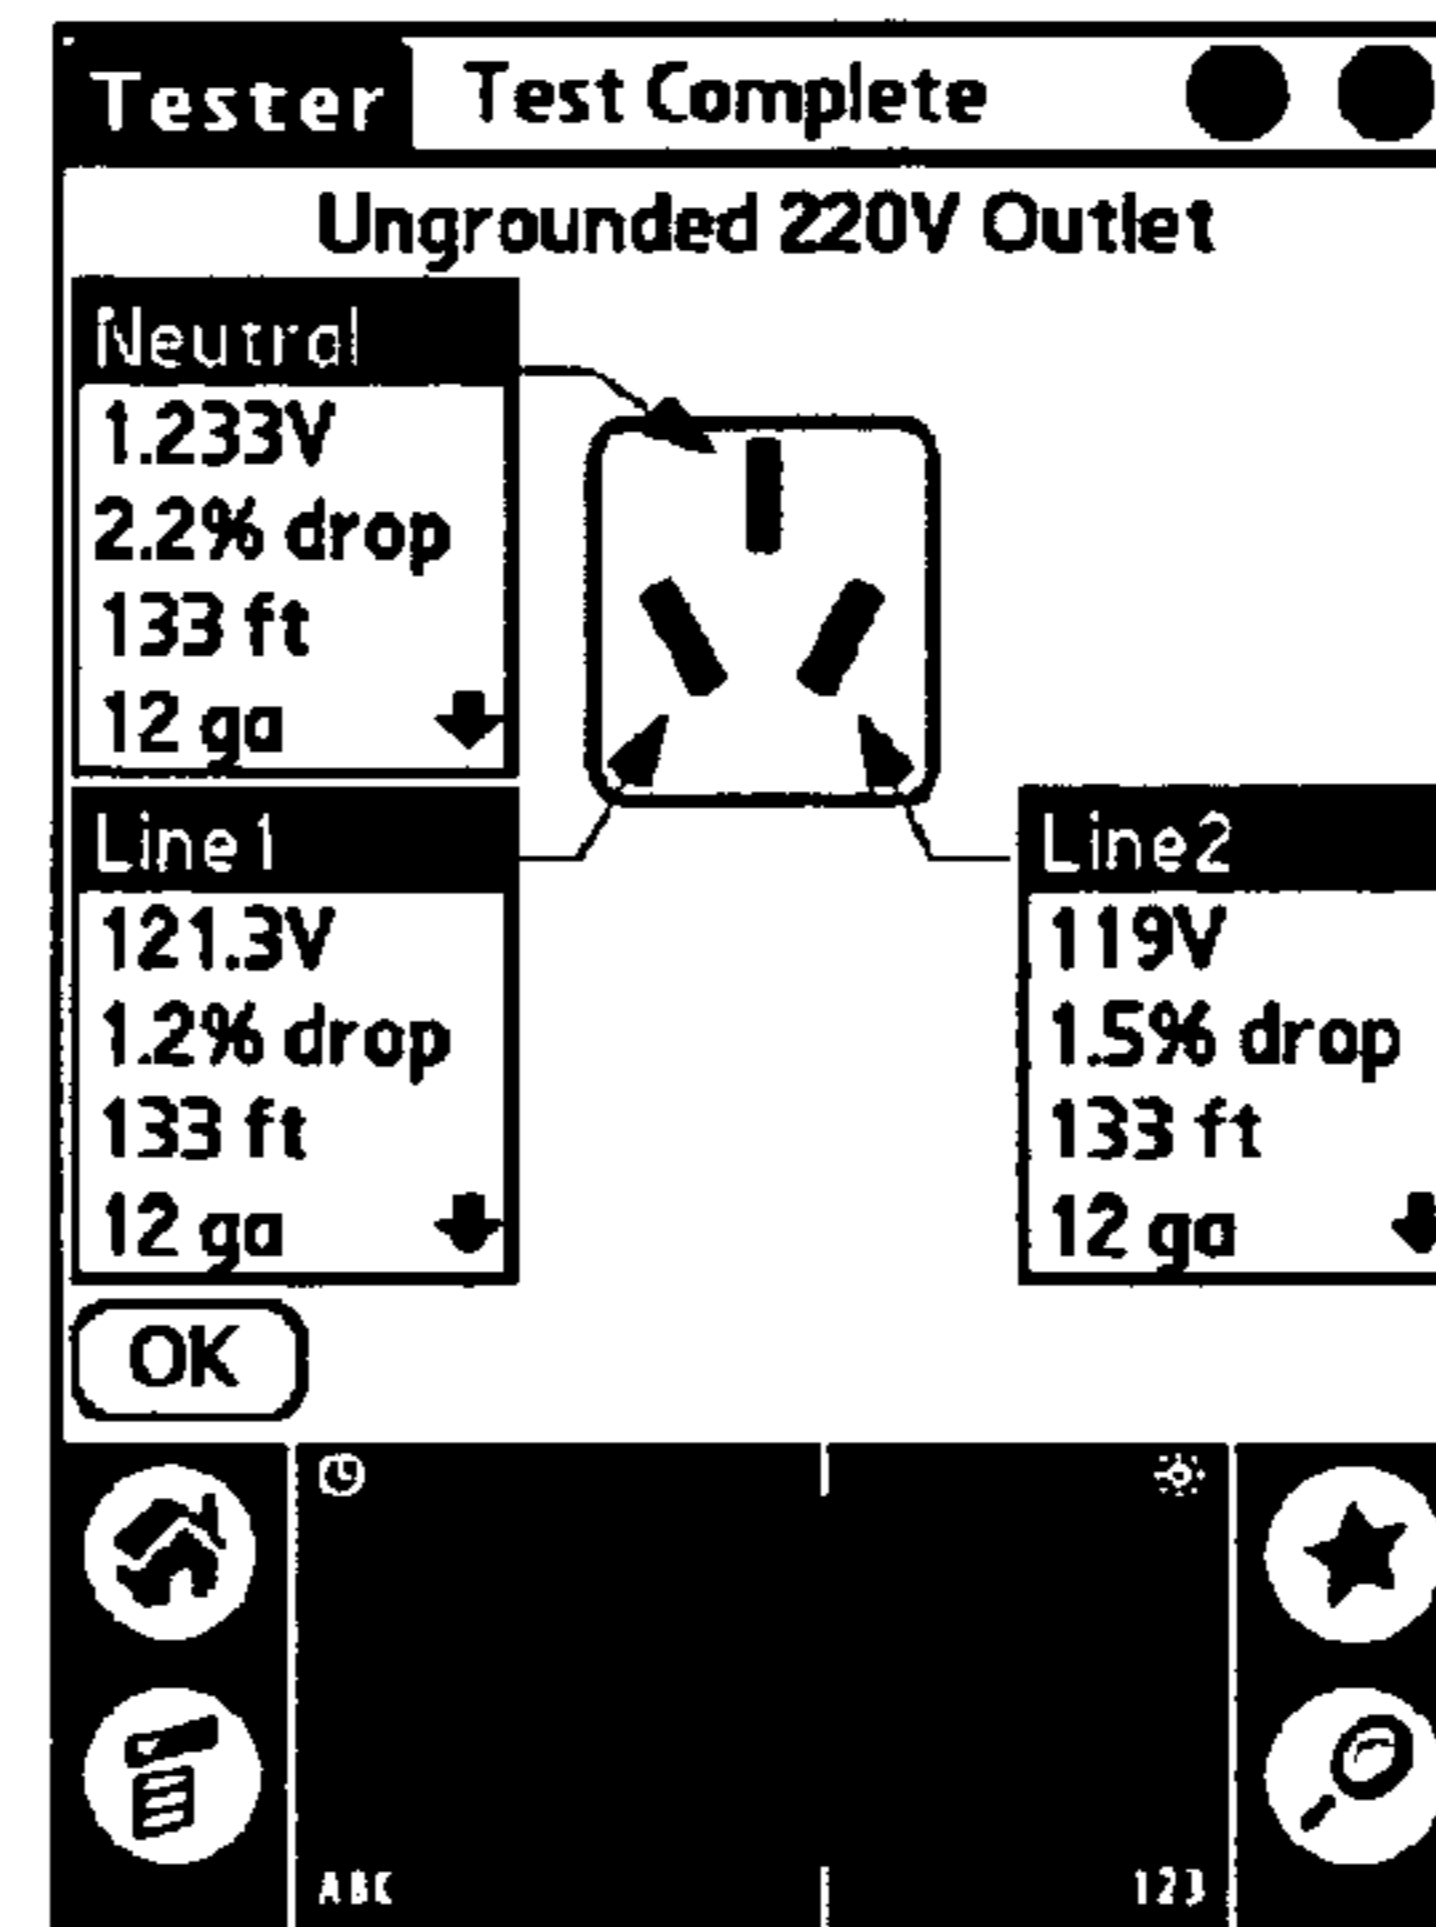 Tester Test Complete
Ungrounded 220V Outlet
Neutral
1.233V
2.2% drop
133 ft
12 ga
Line1
121.3V
1.2% drop
133 ft
12 ga
Line2
119V
1.5% drop
133 ft
12 ga
OK
ABC 123